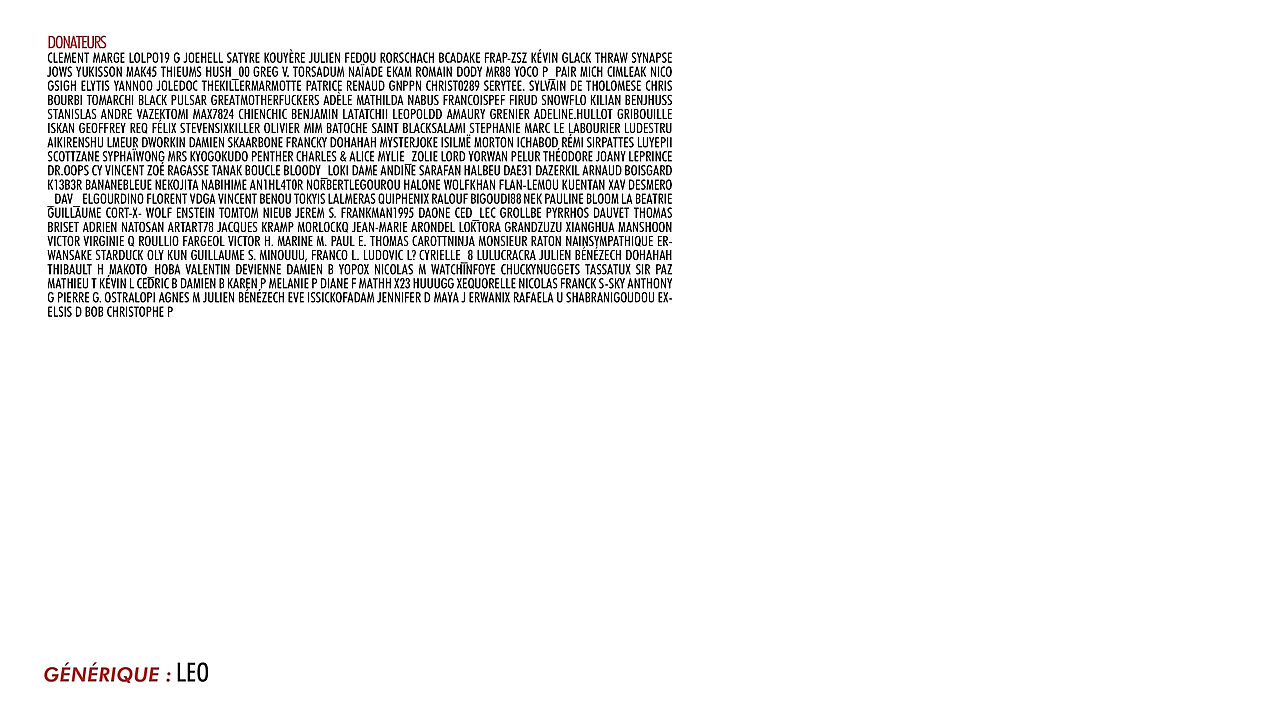 DONATEURS
CLEMENT MARGE LOLPO19 G JOEHELL SATYRE KOUYÈRE JULIEN FEDOU RORSCHACH BCADAKE FRAP-ZSZ KÉVIN GLACK THRAW SYNAPSE
JOWS YUKISSON MAK45 THIEUMS HUSH_00 GREG V. TORSADUM NAÏADE EKAM ROMAIN DODY MR88 YOCO P_PAIR MICH CIMLEAK NICO
GSIGH ELYTIS YANNOO JOLEDOC THEKILLERMARMOTTE PATRICE RENAUD GNPPN CHRIST0289 SERYTEE. SYLVAIN DE THOLOMESE CHRIS
BOURBI TOMARCHI BLACK PULSAR GREATMOTHERFUCKERS ADÈLE MATHILDA NABUS FRANCOISPEF FIRUD SNOWFLO KILIAN BENJHUSS
STANISLAS ANDRE VAZEKTOMI MAX7824 CHIENCHIC BENJAMIN LATATCHII LEOPOLDD AMAURY GRENIER ADELINE.HULLOT GRIBOUILLE
ISKAN GEOFFREY REQ FÉLIX STEVENSIXKILLER OLIVIER MIM BATOCHE SAINT BLACKSALAMI STEPHANIE MARC LE LABOURIER LUDESTRU
AIKIRENSHU LMEUR DWORKIN DAMIEN SKAARBONE FRANCKY DOHAHAH MYSTERJOKE ISILMË MORTON ICHABOD RÉMI SIRPATTES LUYEPII
SCOTTZANE SYPHAÏWONG MRS KYOGOKUDO PENTHER CHARLES & ALICE MYLIE_ZOLIE LORD YORWAN PELUR THÉODORE JOANY LEPRINCE
DR.OOPS CY VINCENT ZOÉ RAGASSE TANAK BOUCLE BLOODY_LOKI DAME ANDINE SARAFAN HALBEU DAE31 DAZERKIL ARNAUD BOISGARD
K13B3R BANANEBLEUE NEKOJITA NABIHIME AN1HL4T0R NORBERTLEGOUROU HALONE WOLFKHAN FLAN-LEMOU KUENTAN XAV DESMERO
_DAV_ ELGOURDINO FLORENT VDGA VINCENT BENOU TOKYIS LALMERAS QUIPHENIX RALOUF BIGOUDI88 NEK PAULINE BLOOM LA BEATRIE
GUILLAUME CORT-X- WOLF ENSTEIN TOMTOM NIEUB JEREM S. FRANKMAN1995 DAONE CED_LEC GROLLBE PYRRHOS DAUVET THOMAS
BRISET ADRIEN NATOSAN ARTART78 JACQUES KRAMP MORLOCKQ JEAN-MARIE ARONDEL LOKTORA GRANDZUZU XIANGHUA MANSHOON
VICTOR VIRGINIE Q ROULLIO FARGEOL VICTOR H. MARINE M. PAUL E. THOMAS CAROTTNINJA MONSIEUR RATON NAINSYMPATHIQUE ER-
WANSAKE STARDUCK OLY KUN GUILLAUME S. MINOUUU, FRANCO L. LUDOVIC L? CYRIELLE_8 LULUCRACRA JULIEN BÉNÉZECH DOHAHAH
THIBAULT H_MAKOTO_HOBA VALENTIN DEVIENNE DAMIEN B YOPOX NICOLAS M WATCHINFOYE CHUCKYNUGGETS TASSATUX SIR PAZ
MATHIEU T KÉVIN L CEDRIC B DAMIEN B KAREN P MELANIE P DIANE F MATHH X23 HUUUGG XEQUORELLE NICOLAS FRANCK S-SKY ANTHONY
G PIERRE G. OSTRALOPI AGNES M JULIEN BÉNÉZECH EVE ISSICKOFADAM JENNIFER D MAYA J ERWANIX RAFAELA U SHABRANIGOUDOU EX-
ELSIS D BOB CHRISTOPHE P
GÉNÉRIQUE : LEO